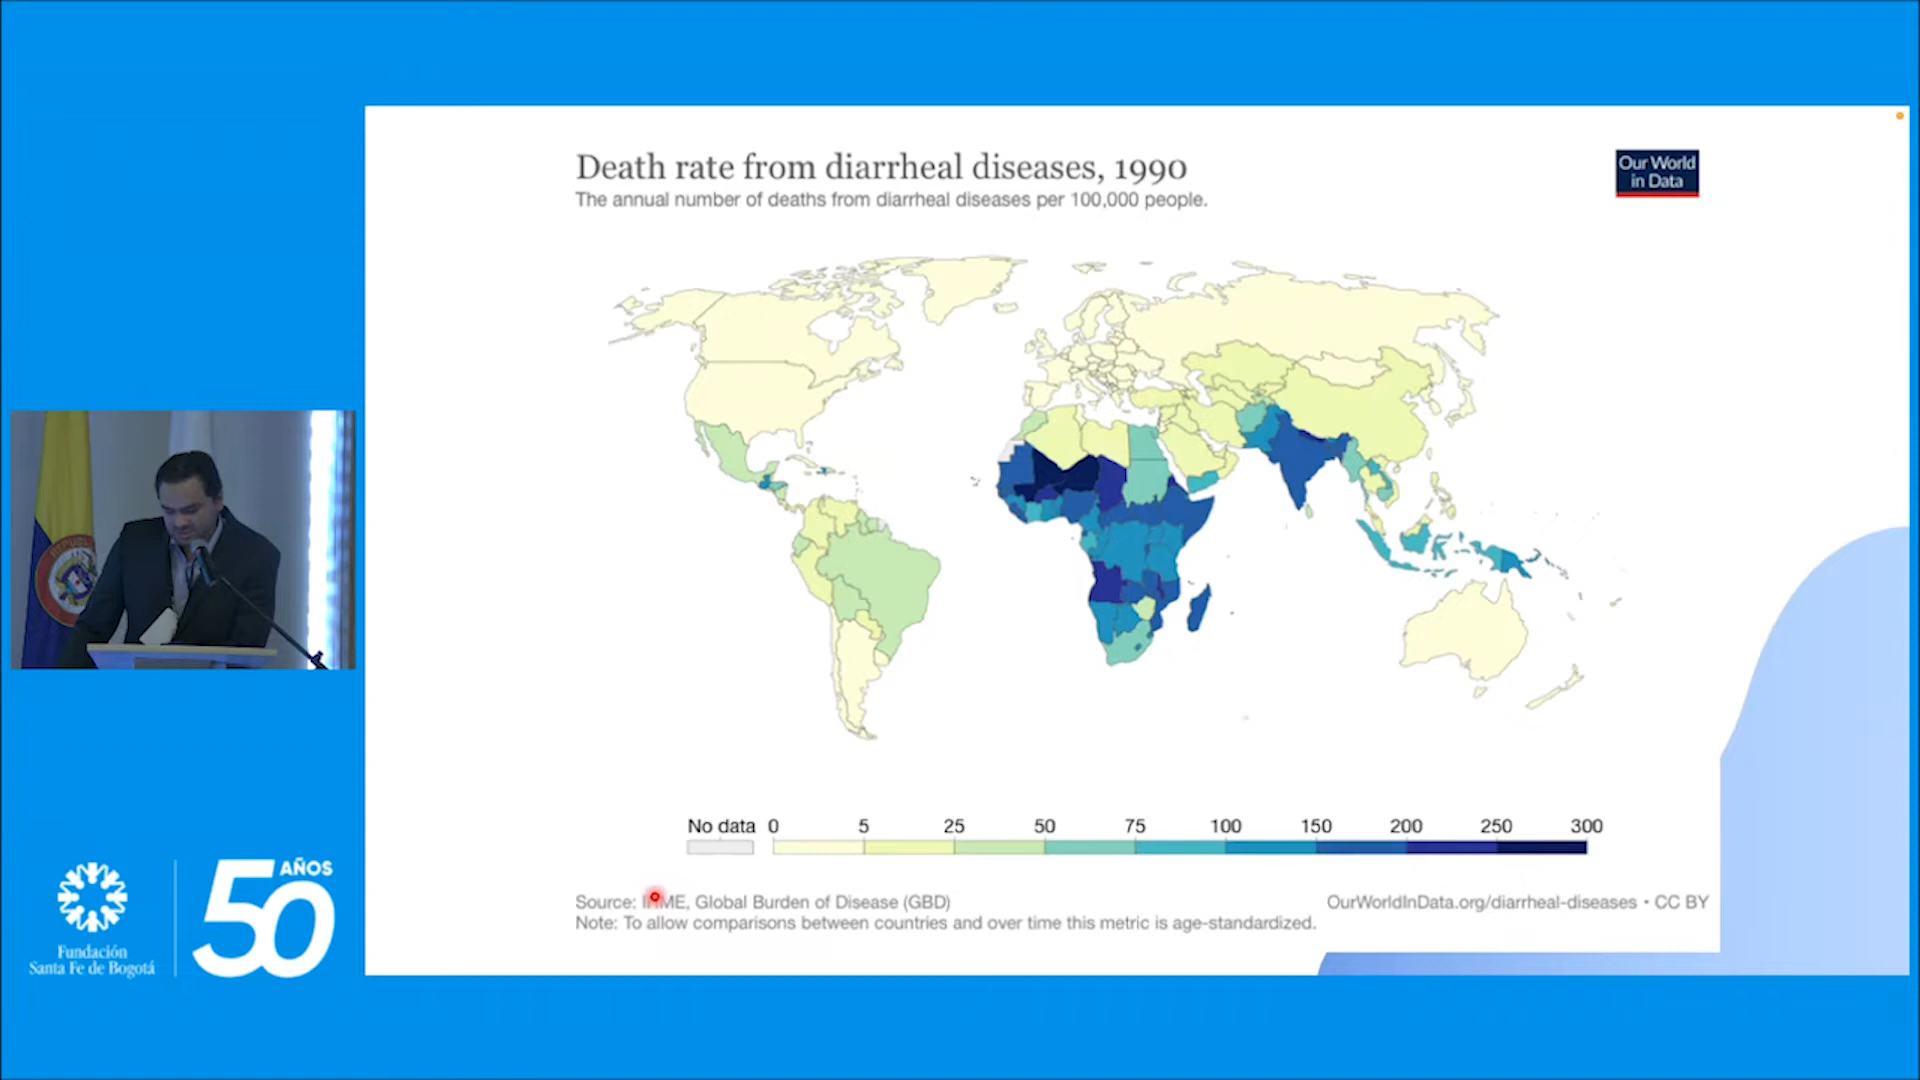 Death rate from diarrheal diseases, 1990
The annual number of deaths from diarrheal diseases per 100,000 people.
Our World
in Data
No data 0 5 25 50 75 100 150 200 250 300
Source: IHME, Global Burden of Disease (GBD)
OurWorldInData.org/diarrheal-diseases • CC BY
Note: To allow comparisons between countries and over time this metric is age-standardized.
Fundación
Santa Fe de Bogotá
50 AÑOS